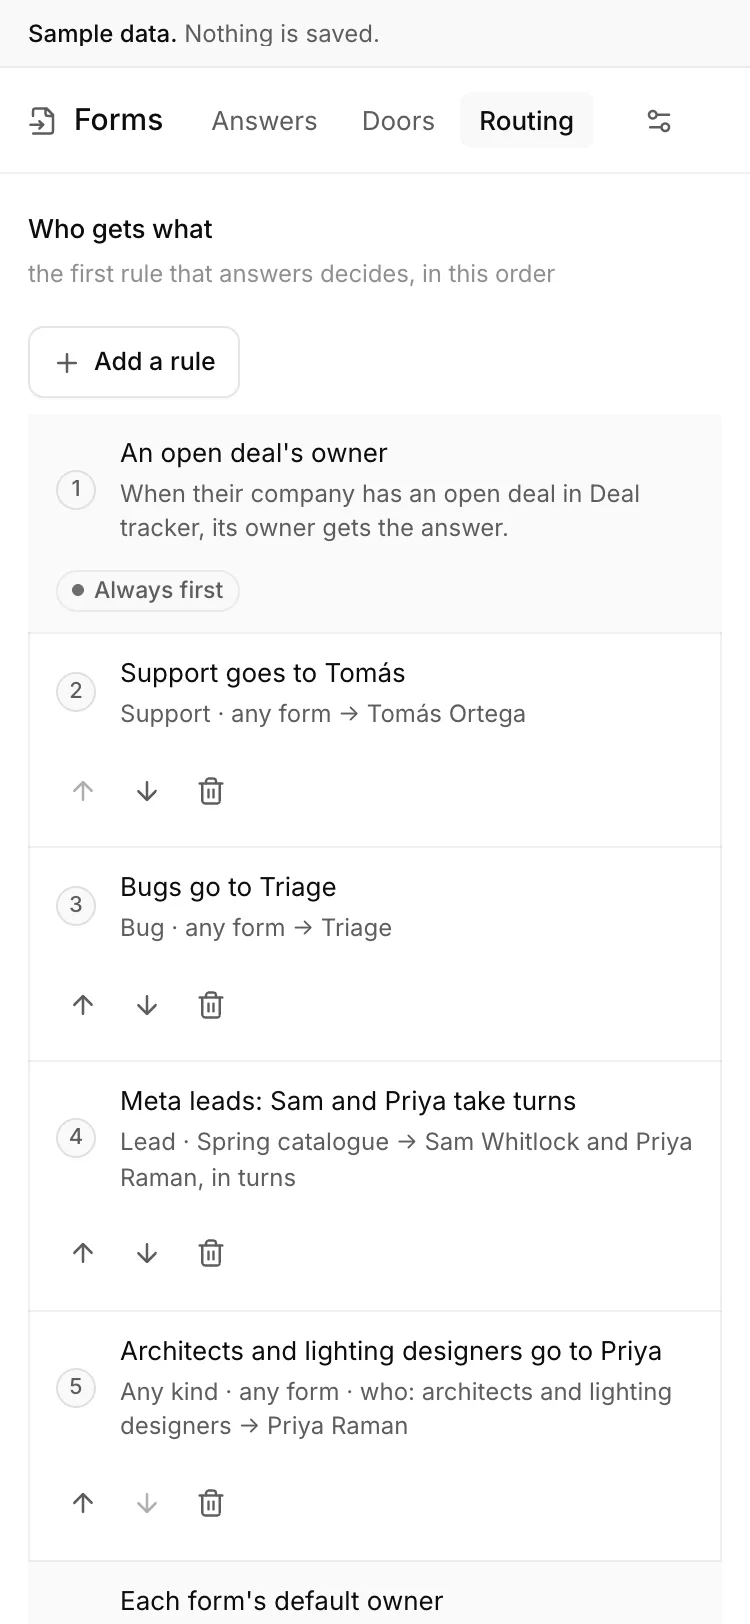 Sample data. Nothing is saved.
Forms
Answers
Doors
Routing
Who gets what
the first rule that answers decides, in this order
Add a rule
1
An open deal's owner
When their company has an open deal in Deal
tracker, its owner gets the answer.
Always first
2
Support goes to Tomás
Support · any form → Tomás Ortega
3
Bugs go to Triage
Bug · any form → Triage
4
Meta leads: Sam and Priya take turns
Lead · Spring catalogue → Sam Whitlock and Priya
Raman, in turns
5
Architects and lighting designers go to Priya
Any kind · any form · who: architects and lighting
designers → Priya Raman
Each form's default owner